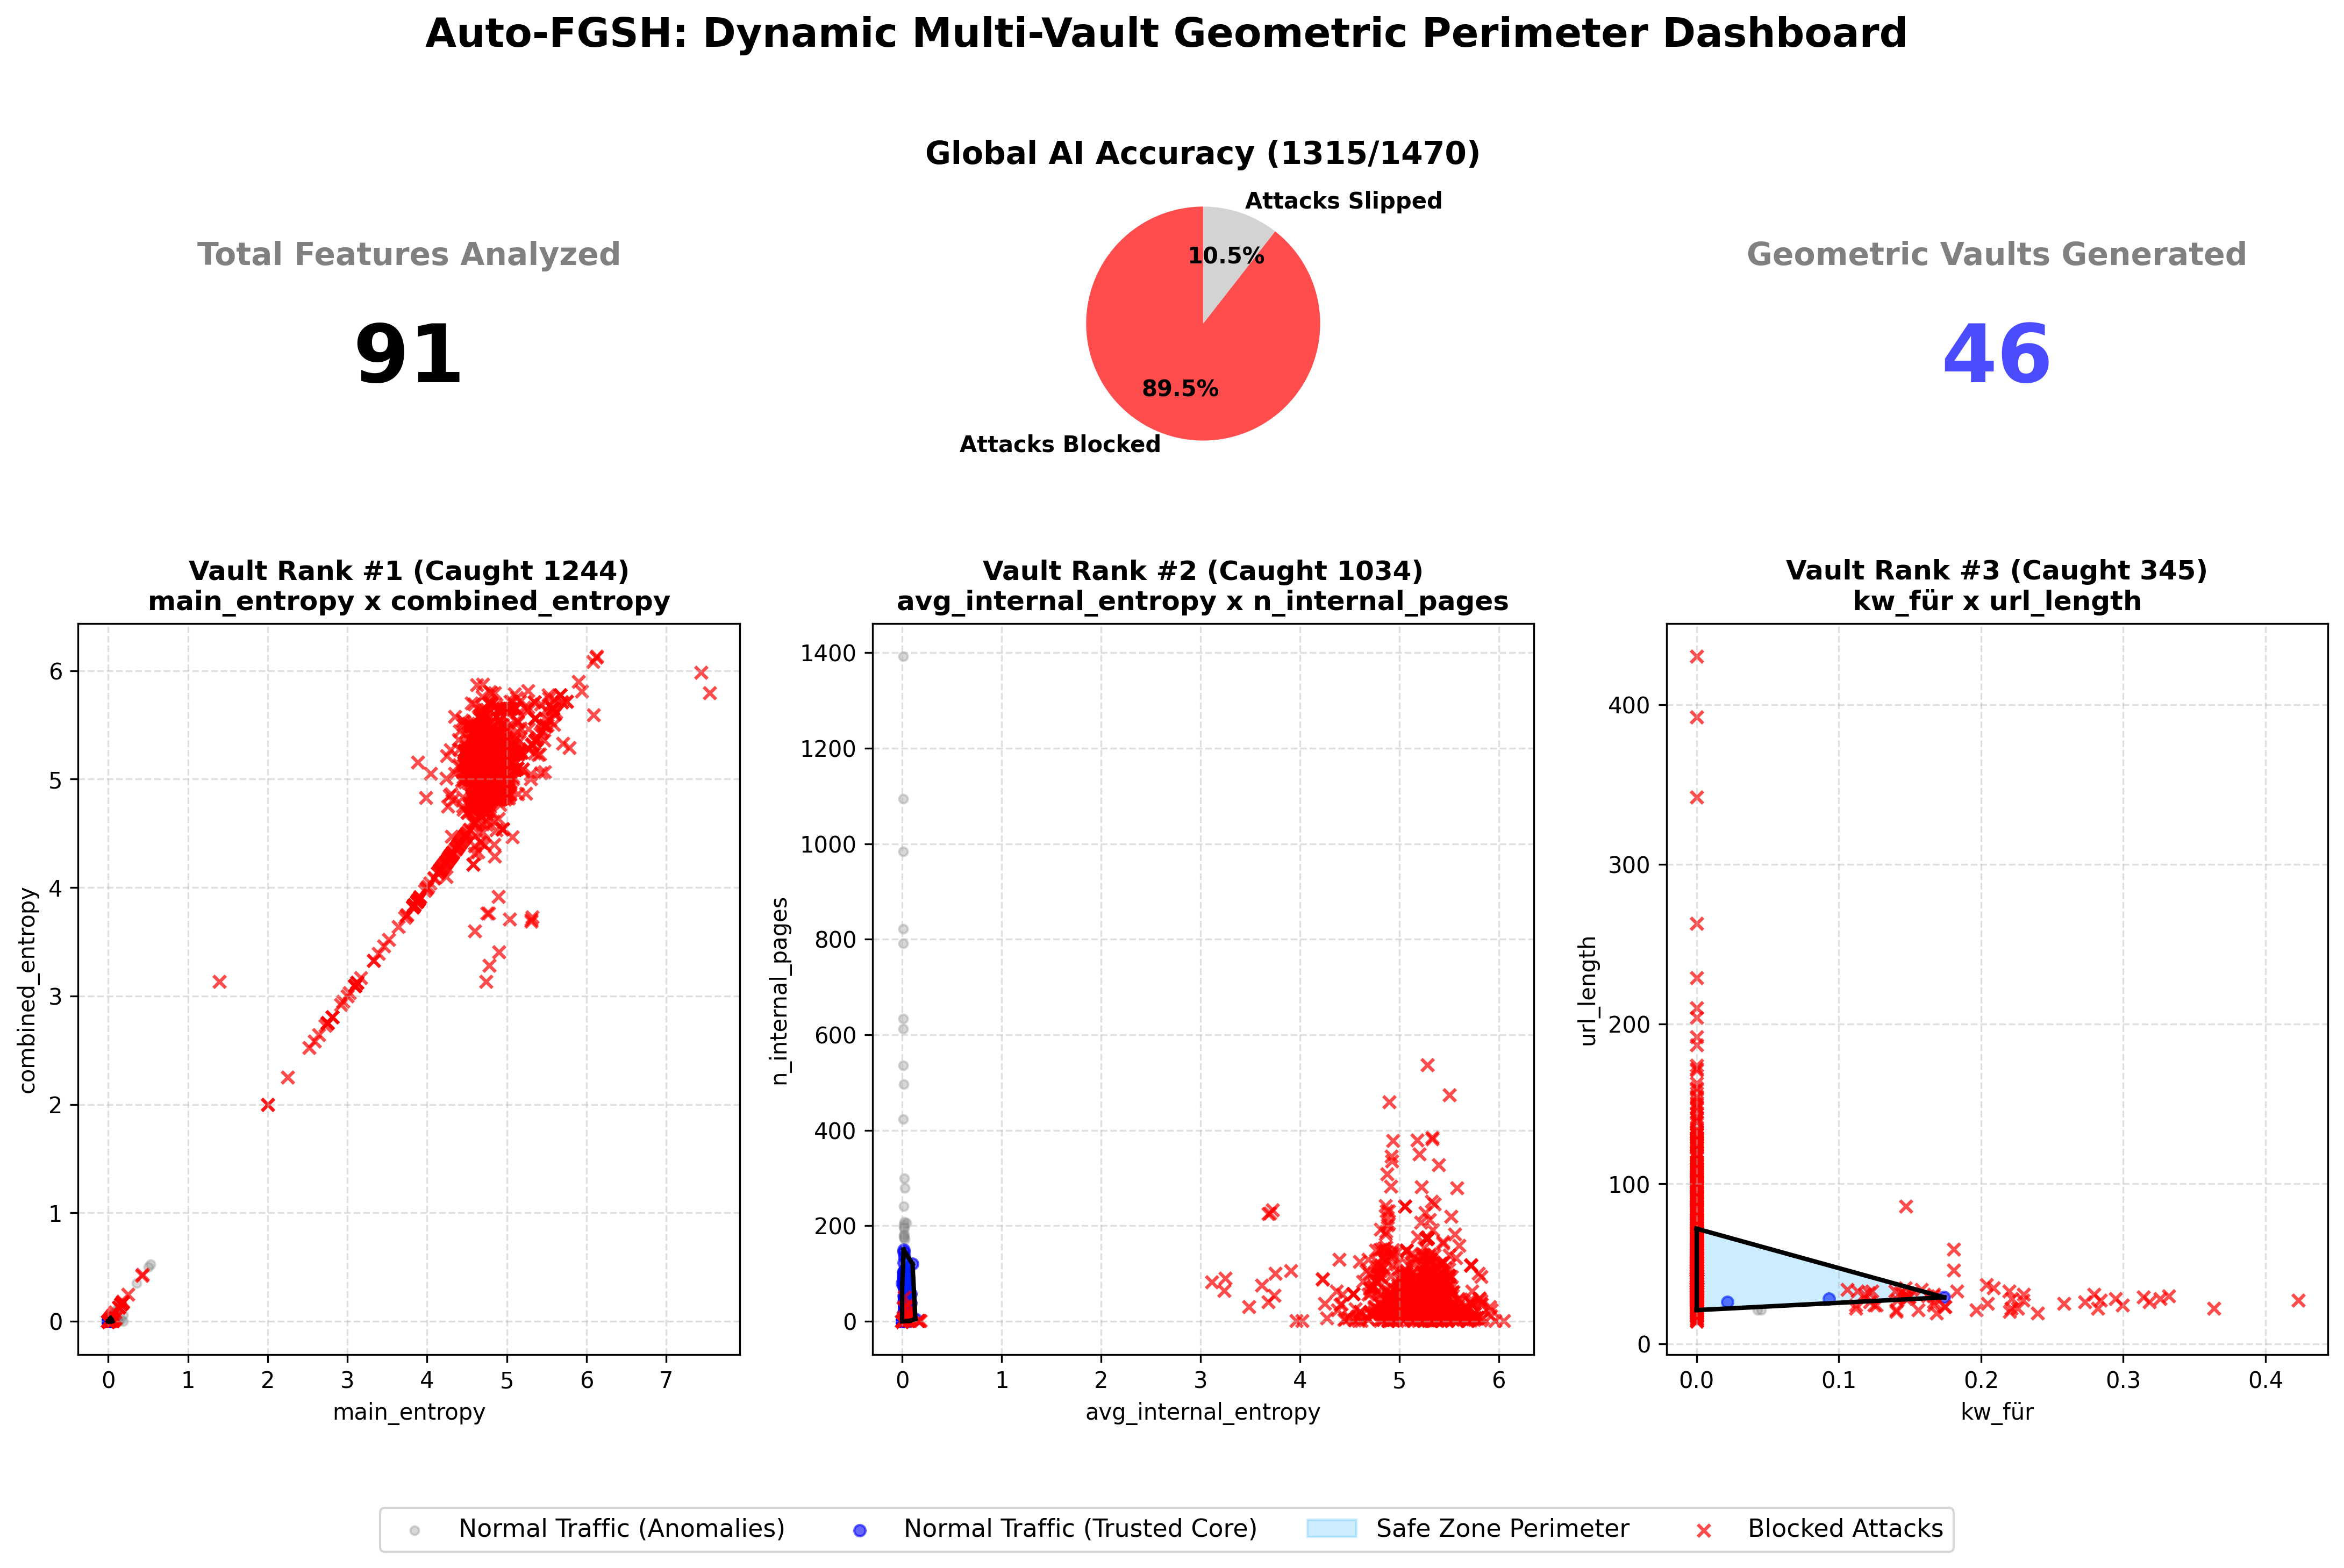 Auto-FGSH: Dynamic Multi-Vault Geometric Perimeter Dashboard
Total Features Analyzed
91
Global AI Accuracy (1315/1470)
Attacks Slipped
10.5%
89.5%
Attacks Blocked
Geometric Vaults Generated
46
Vault Rank #1 (Caught 1244)
main_entropy x combined_entropy
combined_entropy
6
5
4
3
2
1
0
0 1 2 3 4 5 6 7
main_entropy
Vault Rank #2 (Caught 1034)
avg_internal_entropy x n_internal_pages
n_internal_pages
1400
1200
1000
800
600
400
200
0
0 1 2 3 4 5 6
avg_internal_entropy
Vault Rank #3 (Caught 345)
kw_für x url_length
url_length
400
300
200
100
0
0.0 0.1 0.2 0.3 0.4
kw_für
Normal Traffic (Anomalies) Normal Traffic (Trusted Core) Safe Zone Perimeter Blocked Attacks